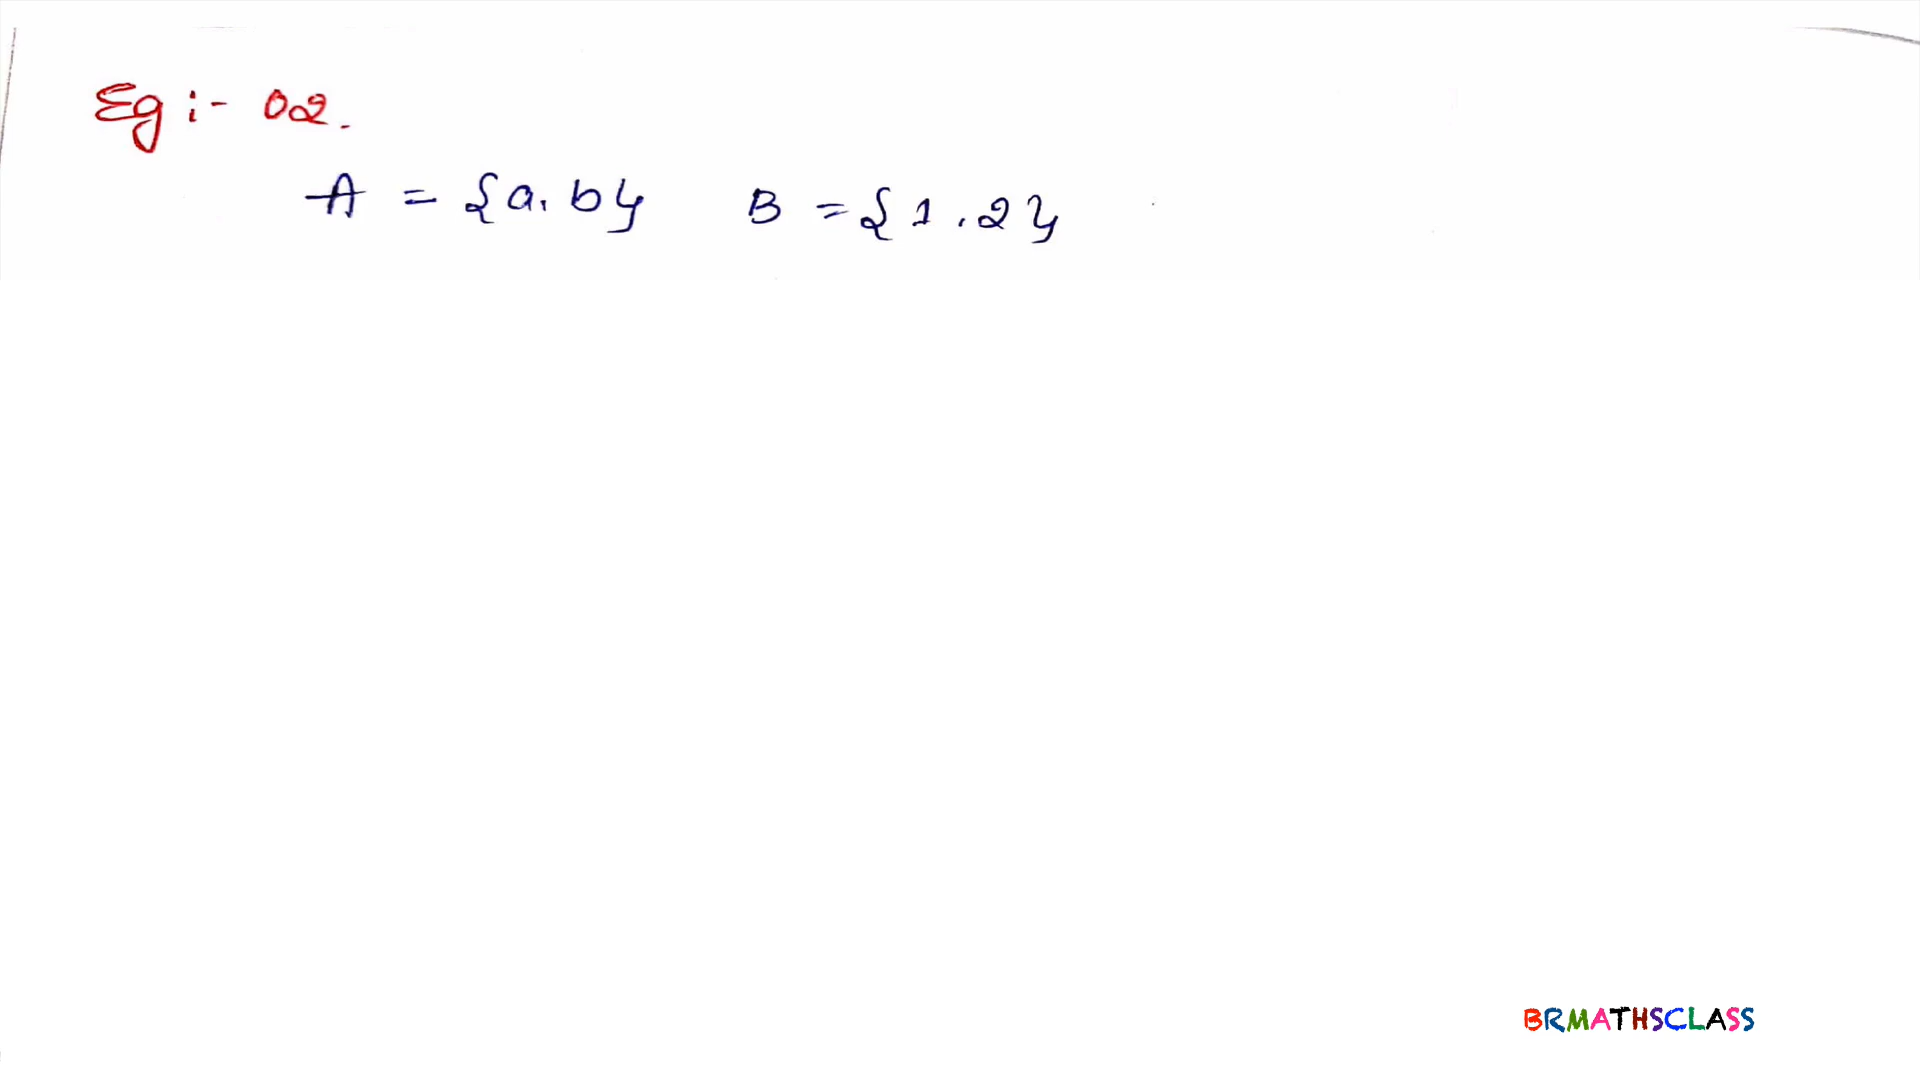 Eg :- 02.
A = {a, b} B = {1, 2}
BRMATHSCLASS